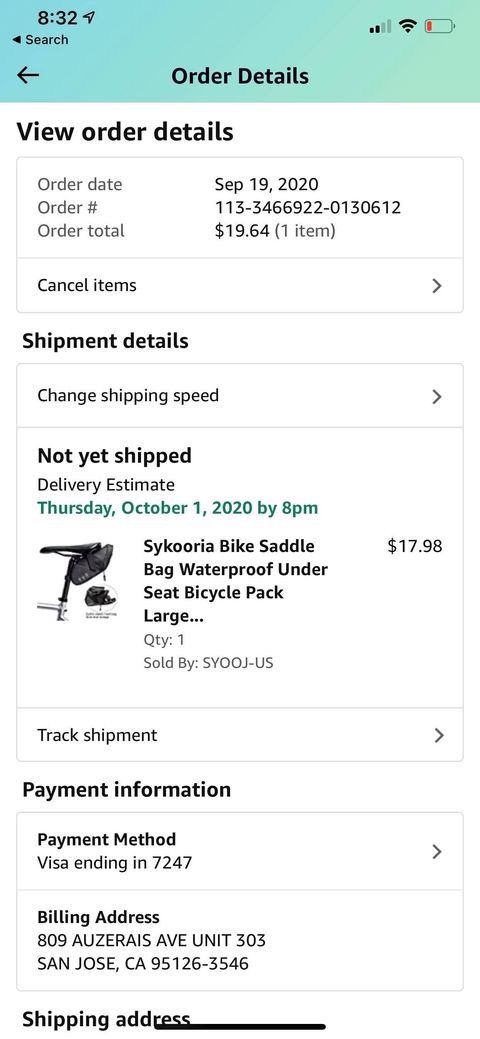 8:32
Search
Order Details
View order details
Order date Sep 19, 2020
Order # 113-3466922-0130612
Order total $19.64 (1 item)
Cancel items
Shipment details
Change shipping speed
Not yet shipped
Delivery Estimate
Thursday, October 1, 2020 by 8pm
Sykooria Bike Saddle $17.98
Bag Waterproof Under
Seat Bicycle Pack
Large...
Qty: 1
Sold By: SYOOJ-US
Track shipment
Payment information
Payment Method
Visa ending in 7247
Billing Address
809 AUZERAIS AVE UNIT 303
SAN JOSE, CA 95126-3546
Shipping address